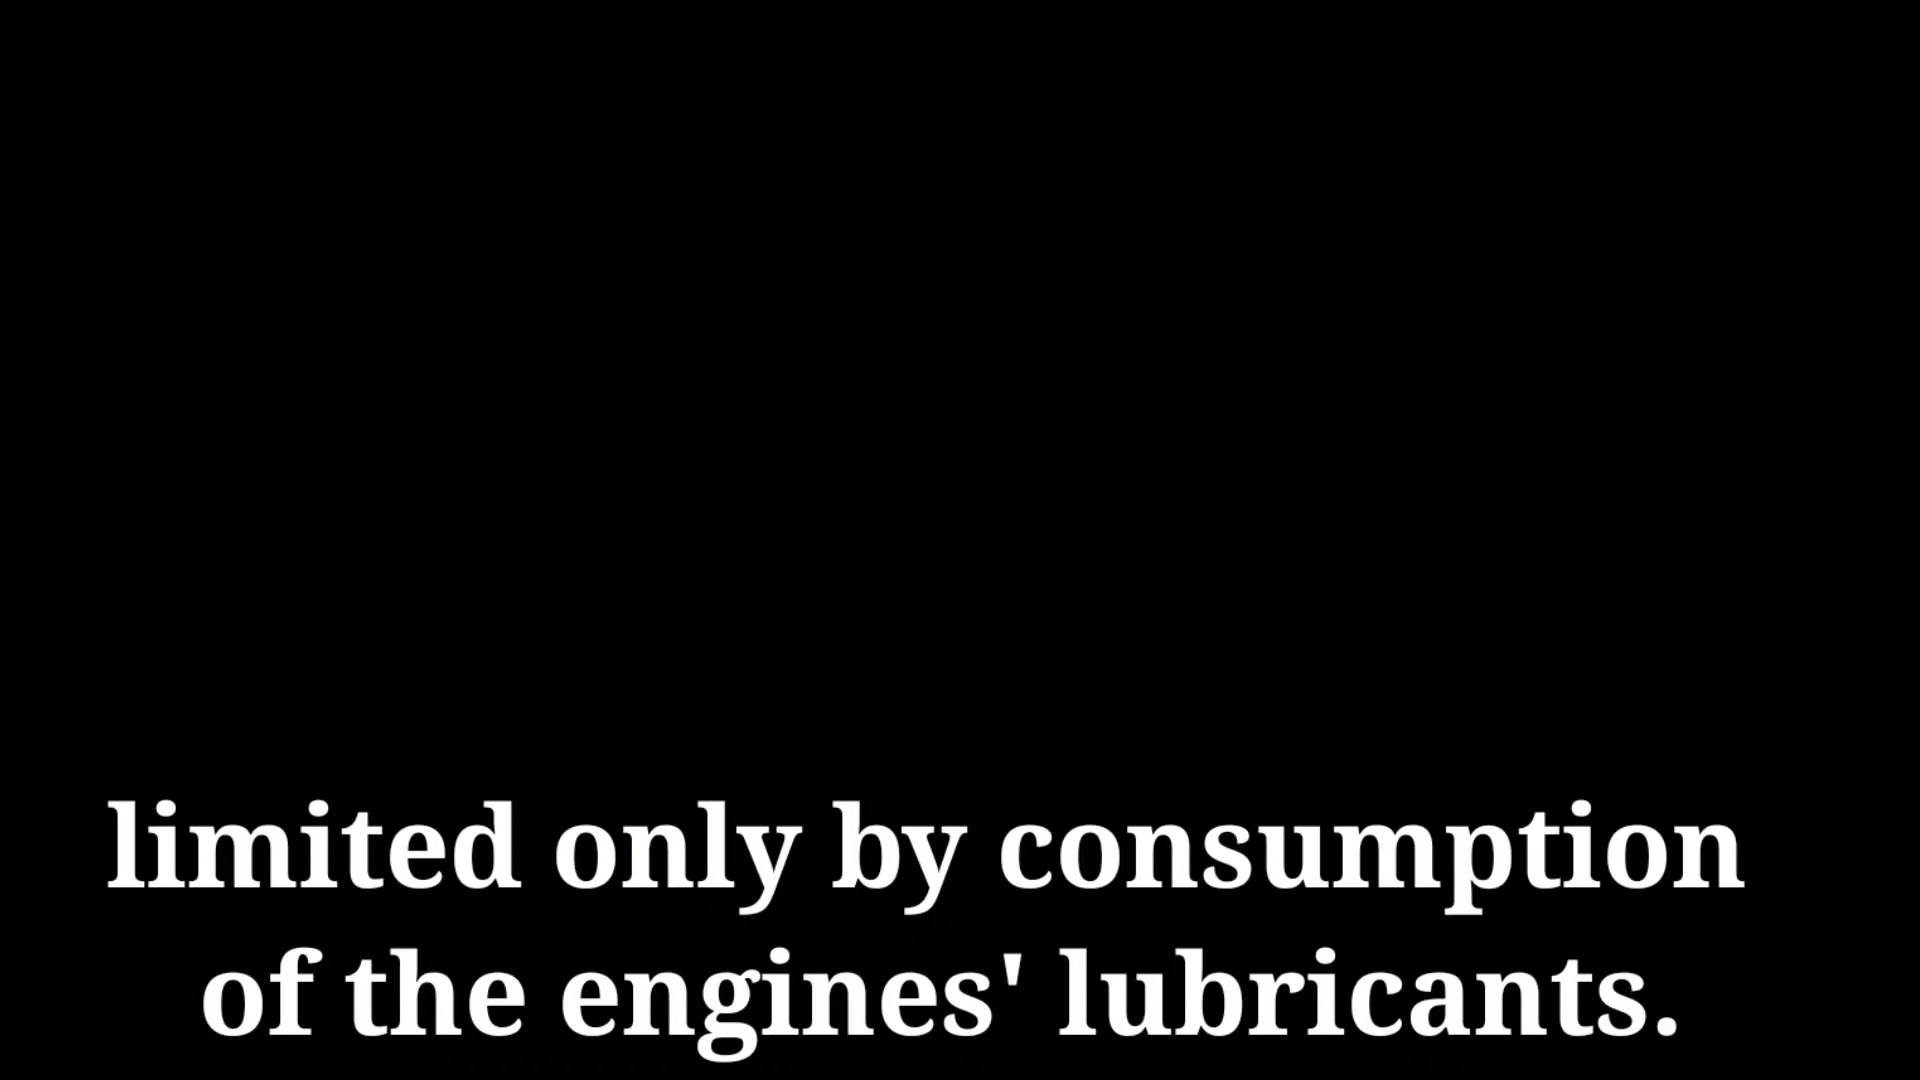 limited only by consumption
of the engines' lubricants.